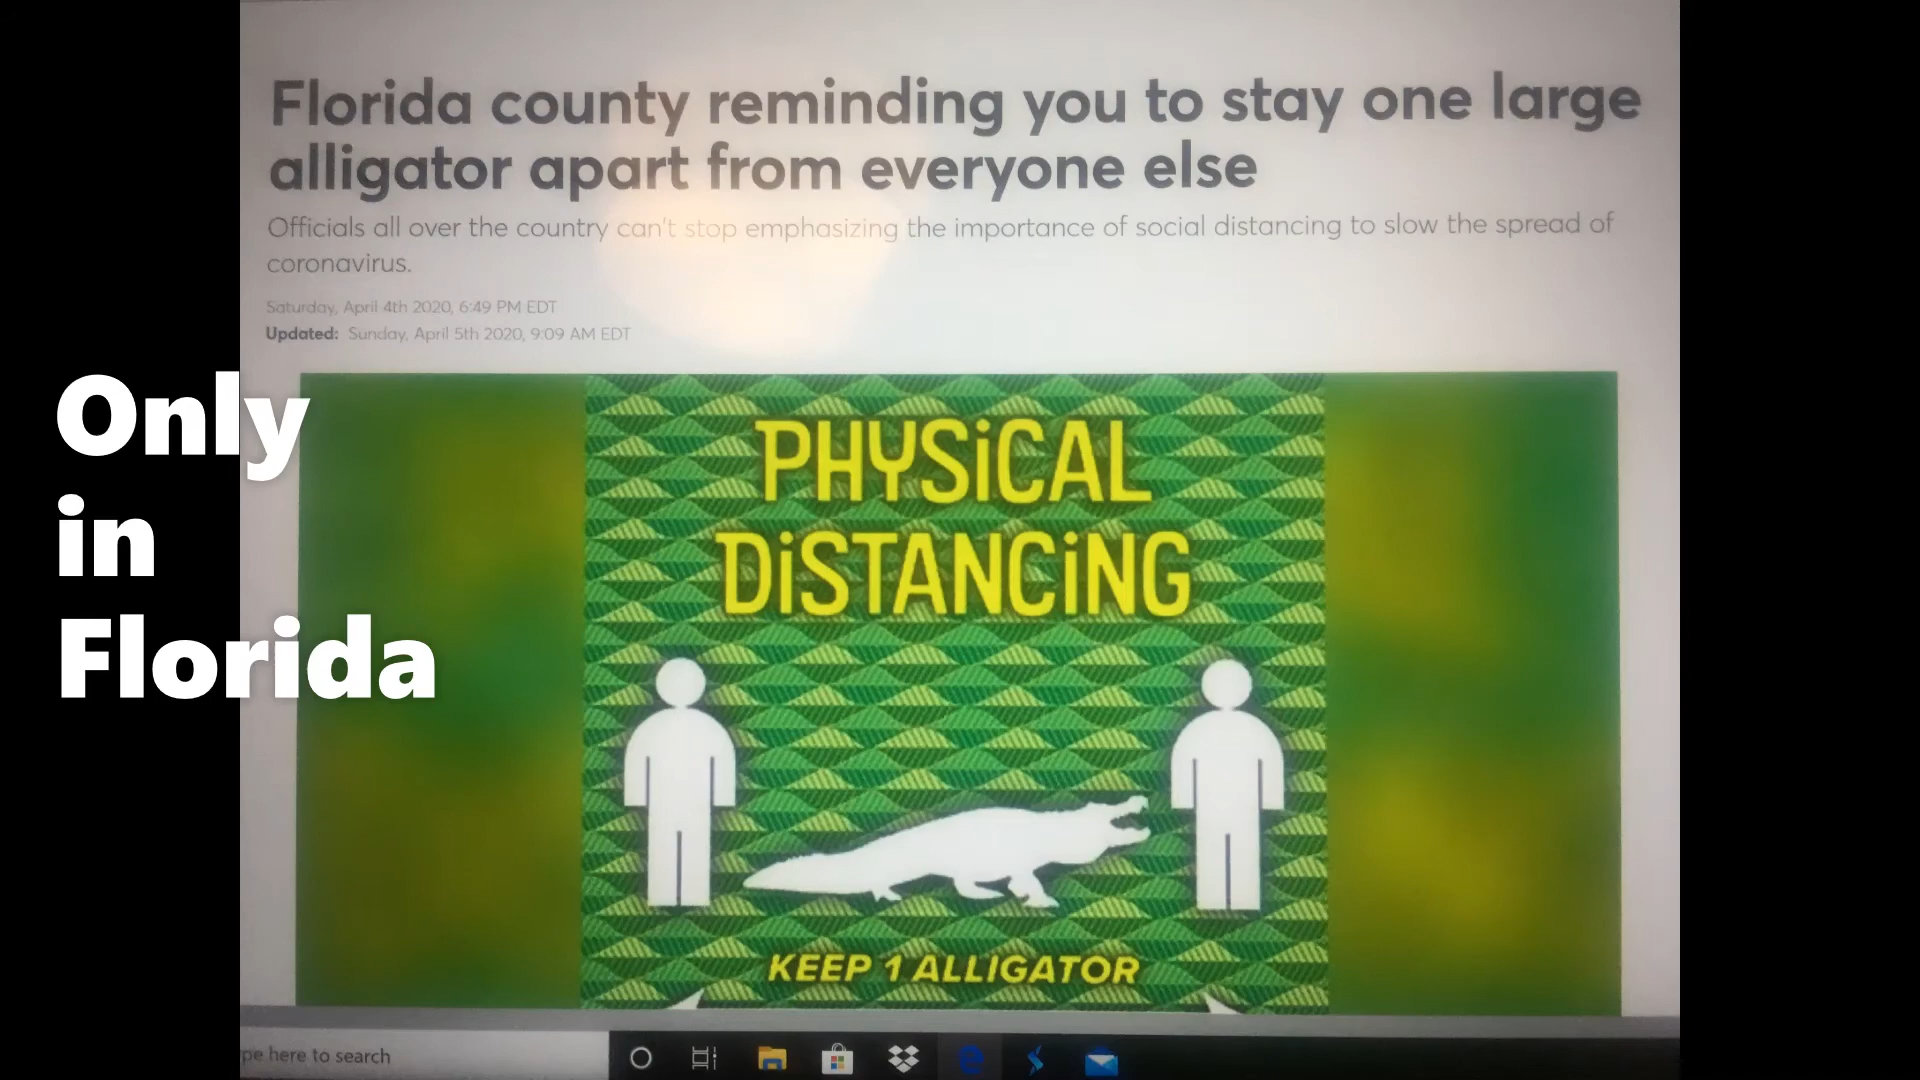 Florida county reminding you to stay one large
alligator apart from everyone else
Officials all over the country can't stop emphasizing the importance of social distancing to slow the spread of
coronavirus.
Saturday, April 4th 2020, 6:49 PM EDT
Updated: Sunday, April 5th 2020, 9:09 AM EDT
Only
in
Florida
PHYSiCAL
DiSTANCiNG
KEEP 1 ALLIGATOR
pe here to search